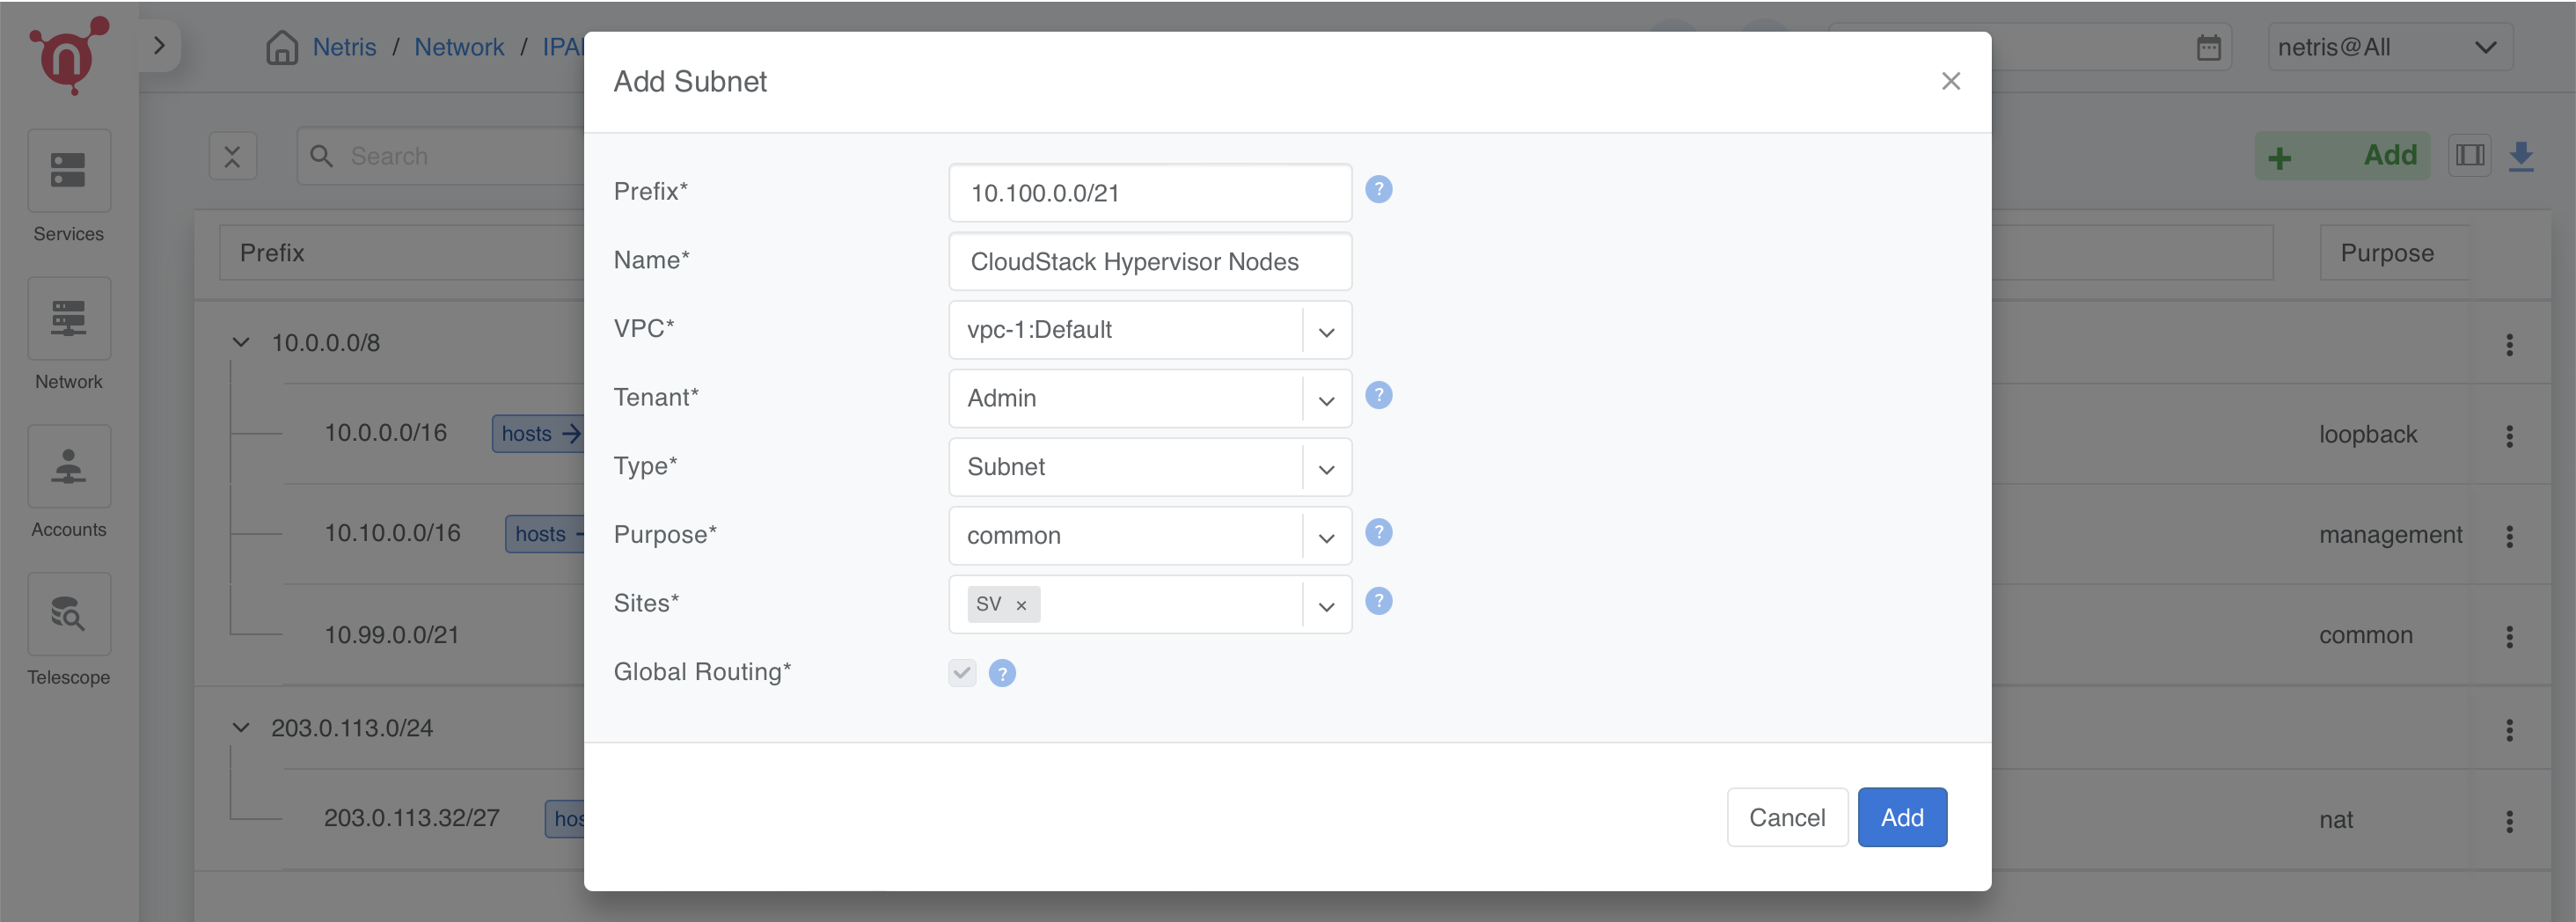 Netris / Network / IPA
netris@All
Add Subnet
Search
Add
Services
Network
Accounts
Telescope
Prefix
Purpose
10.0.0.0/8
10.0.0.0/16 hosts →
loopback
10.10.0.0/16 hosts
management
10.99.0.0/21
common
203.0.113.0/24
203.0.113.32/27 hos
nat
Prefix* 10.100.0.0/21 ?
Name* CloudStack Hypervisor Nodes
VPC* vpc-1:Default
Tenant* Admin ?
Type* Subnet
Purpose* common ?
Sites* SV × ?
Global Routing* ?
Cancel Add